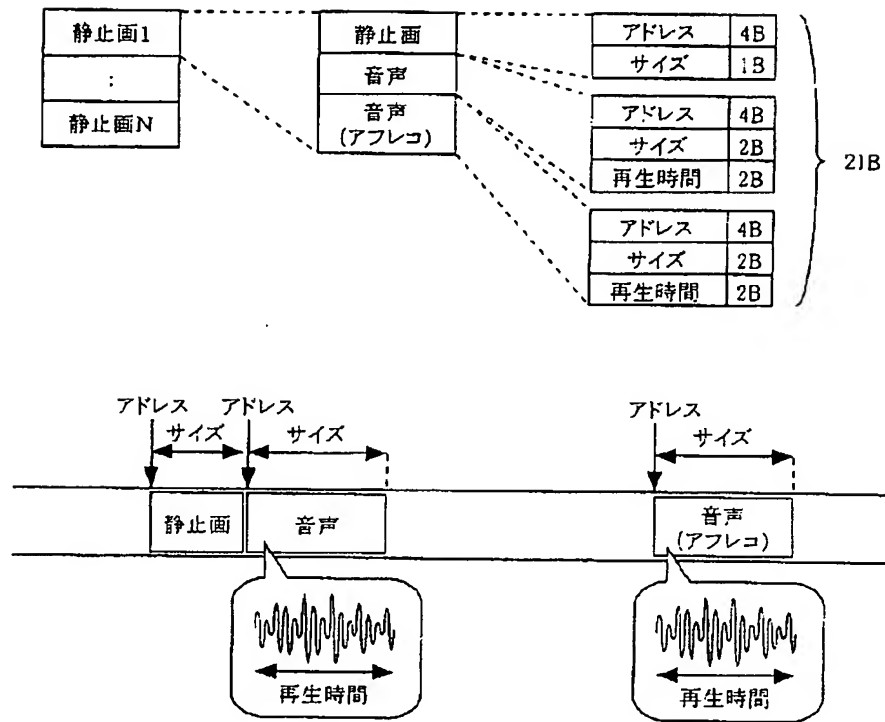 静止画1
:
静止画N
静止画
音声
音声
(アフレコ)
アドレス 4B
サイズ 1B
アドレス 4B
サイズ 2B
再生時間 2B
アドレス 4B
サイズ 2B
再生時間 2B
21B
アドレス アドレス アドレス
サイズ サイズ サイズ
静止画 音声 音声
(アフレコ)
再生時間 再生時間